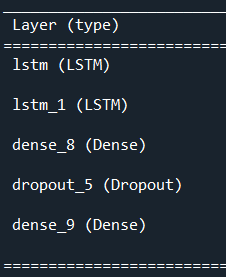 Layer (type)
lstm (LSTM)
lstm_1 (LSTM)
dense_8 (Dense)
dropout_5 (Dropout)
dense_9 (Dense)